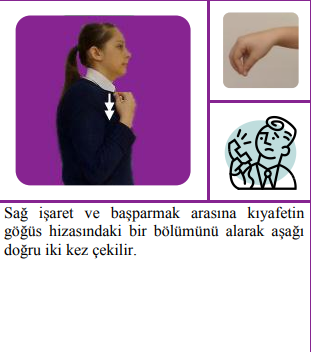 Sağ işaret ve başparmak arasına kıyafetin
göğüs hizasındaki bir bölümünü alarak aşağı
doğru iki kez çekilir.